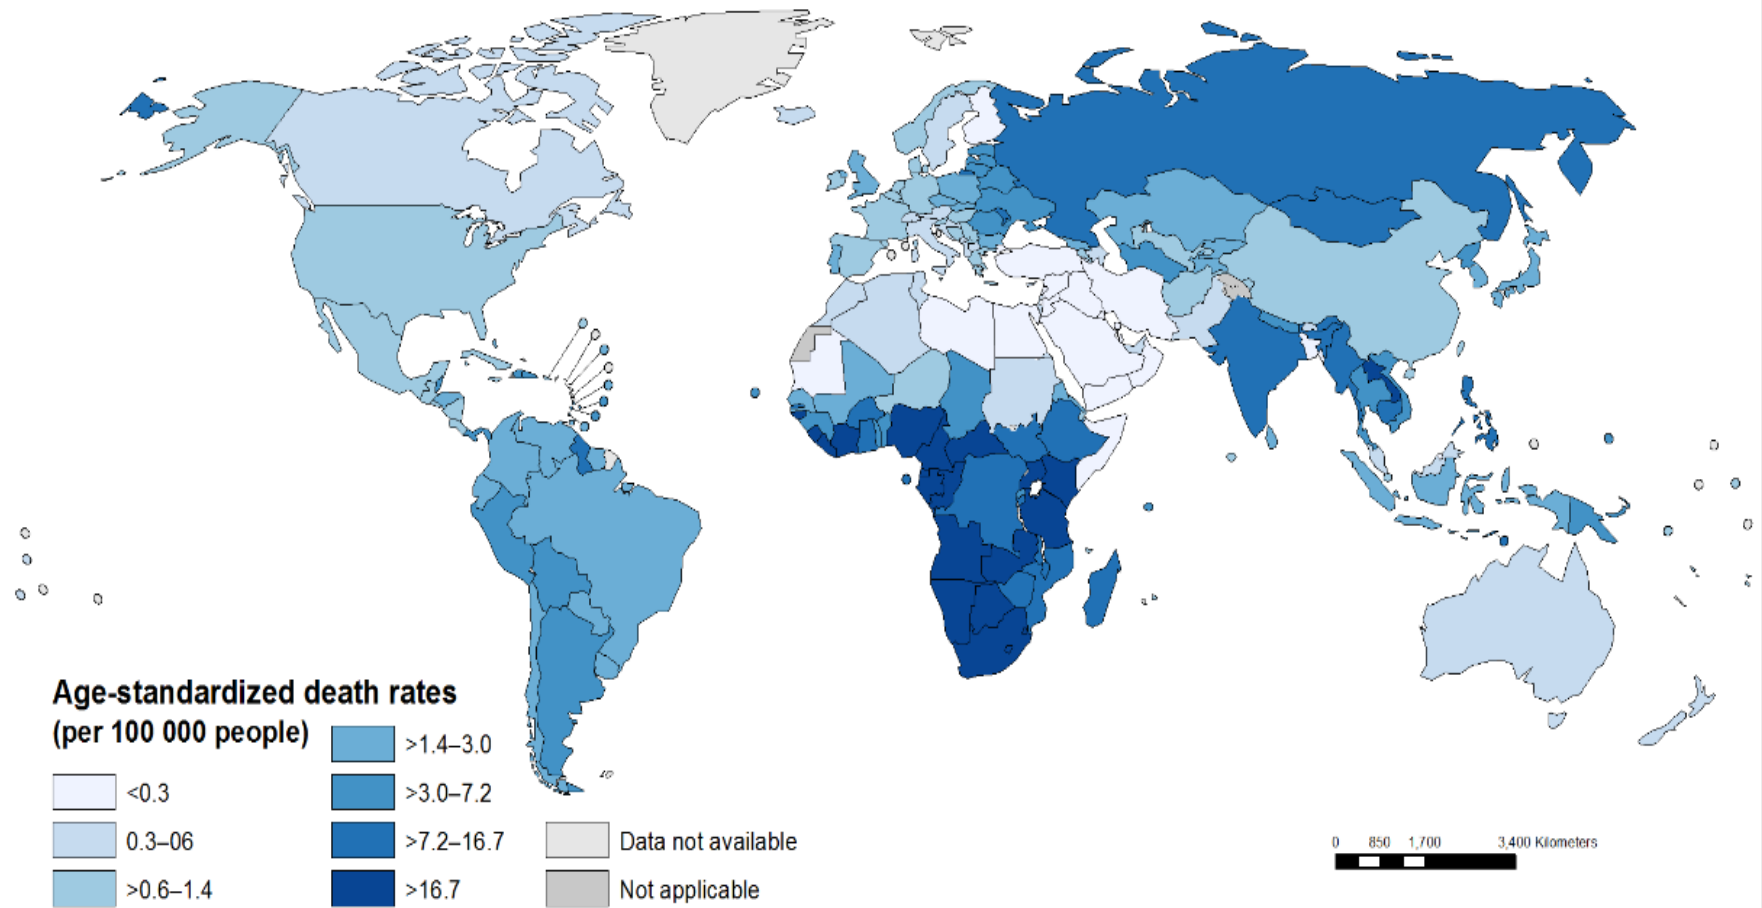 Age-standardized death rates
(per 100 000 people)
<0.3
0.3–06
>0.6–1.4
>1.4–3.0
>3.0–7.2
>7.2–16.7
>16.7
Data not available
Not applicable
0 850 1,700 3,400 Kilometers